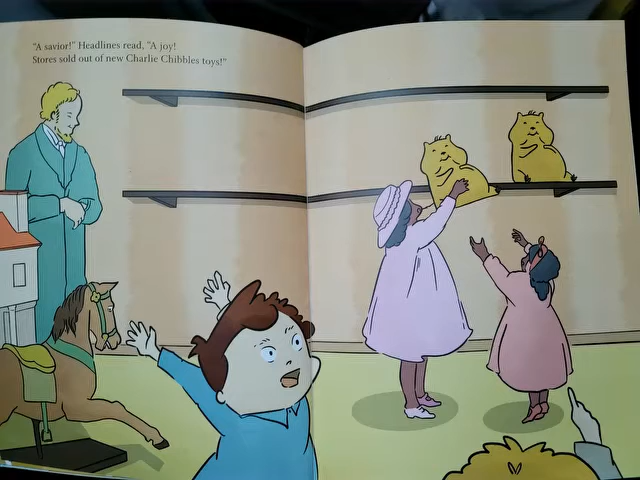 "A savior!" Headlines read, "A joy!
Stores sold out of new Charlie Chibbles toys!"